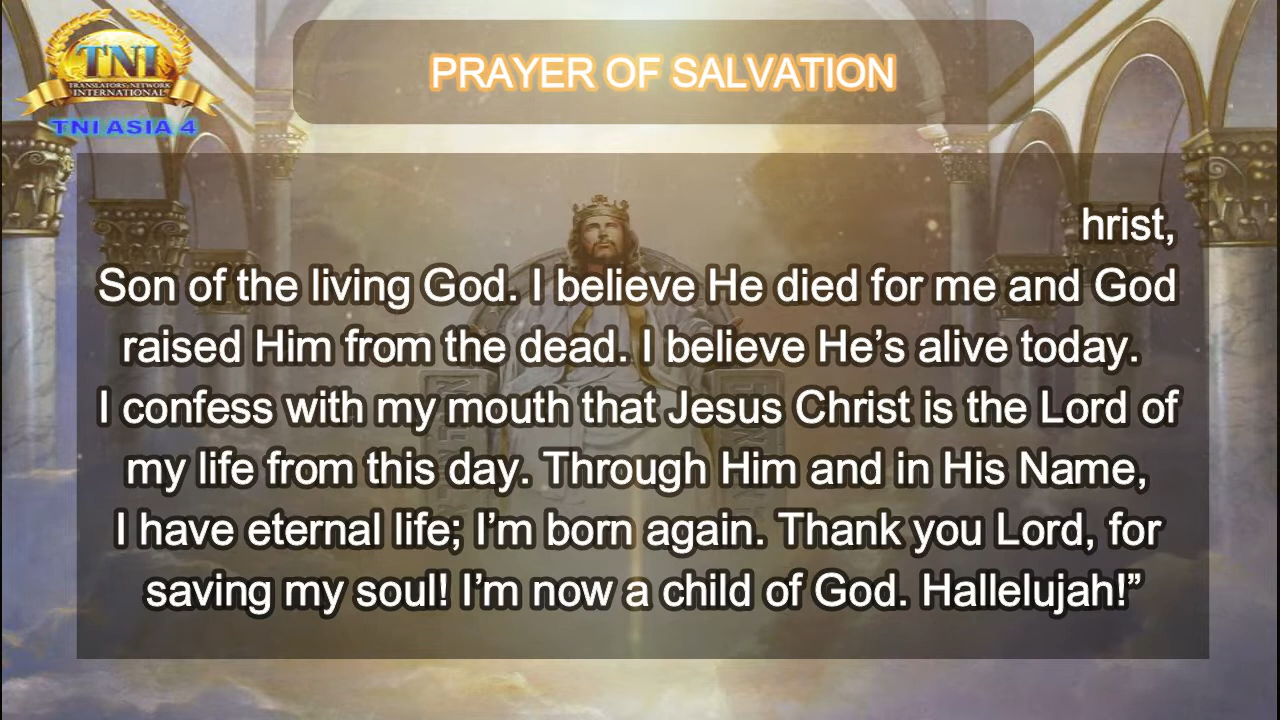 TNI
TRANSLATORS' NETWORK
INTERNATIONAL
TNI ASIA 4
PRAYER OF SALVATION
hrist,
Son of the living God. I believe He died for me and God
raised Him from the dead. I believe He’s alive today.
I confess with my mouth that Jesus Christ is the Lord of
my life from this day. Through Him and in His Name,
I have eternal life; I’m born again. Thank you Lord, for
saving my soul! I’m now a child of God. Hallelujah!”